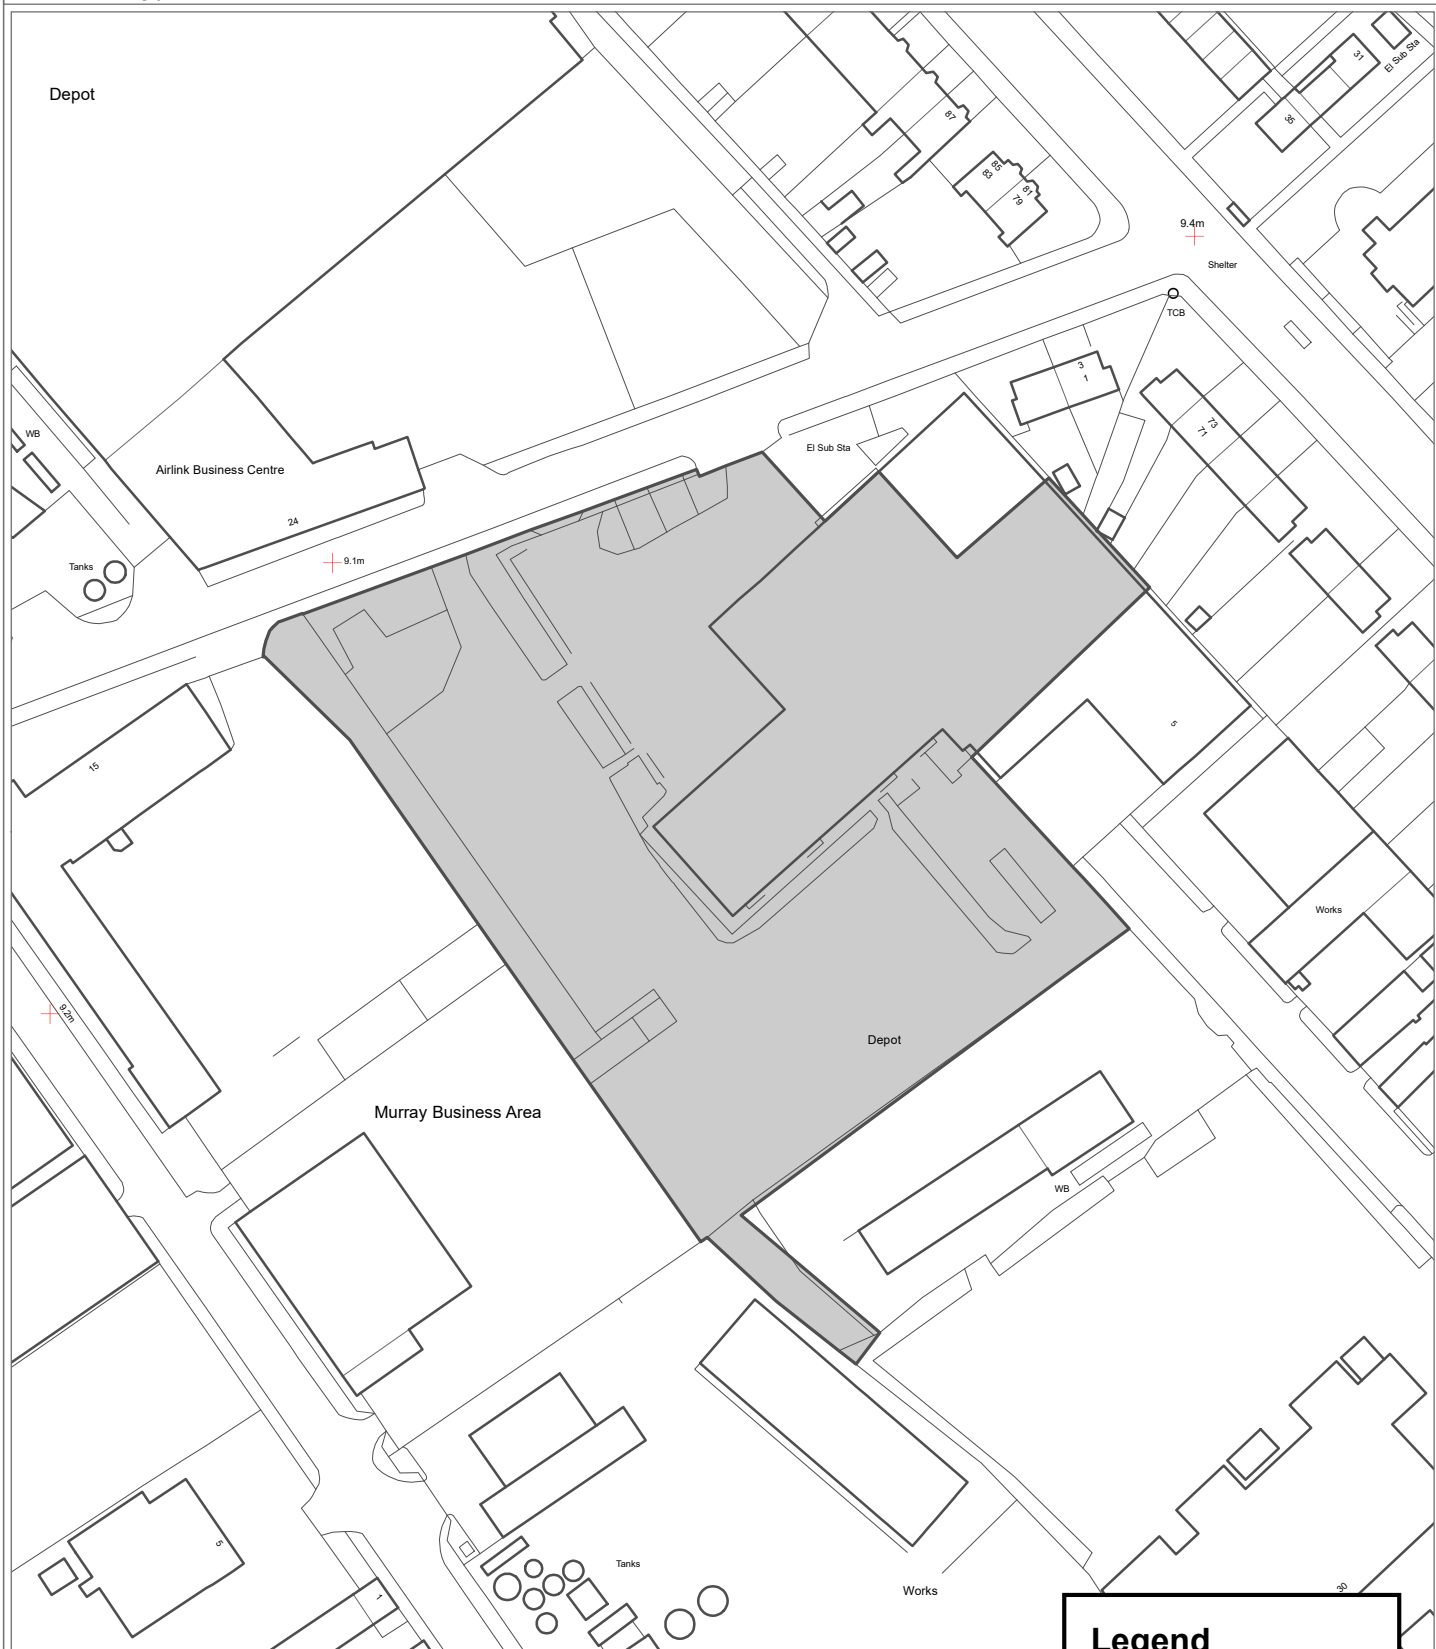 31
El Sub Sta
Depot
87
35
85
83
81
79
9.4m
Shelter
TCB
3
1
73
71
WB
El Sub Sta
Airlink Business Centre
24
9.1m
Tanks
5
15
Works
9.2m
Depot
Murray Business Area
WB
5
Tanks
Works
30
1
Legend